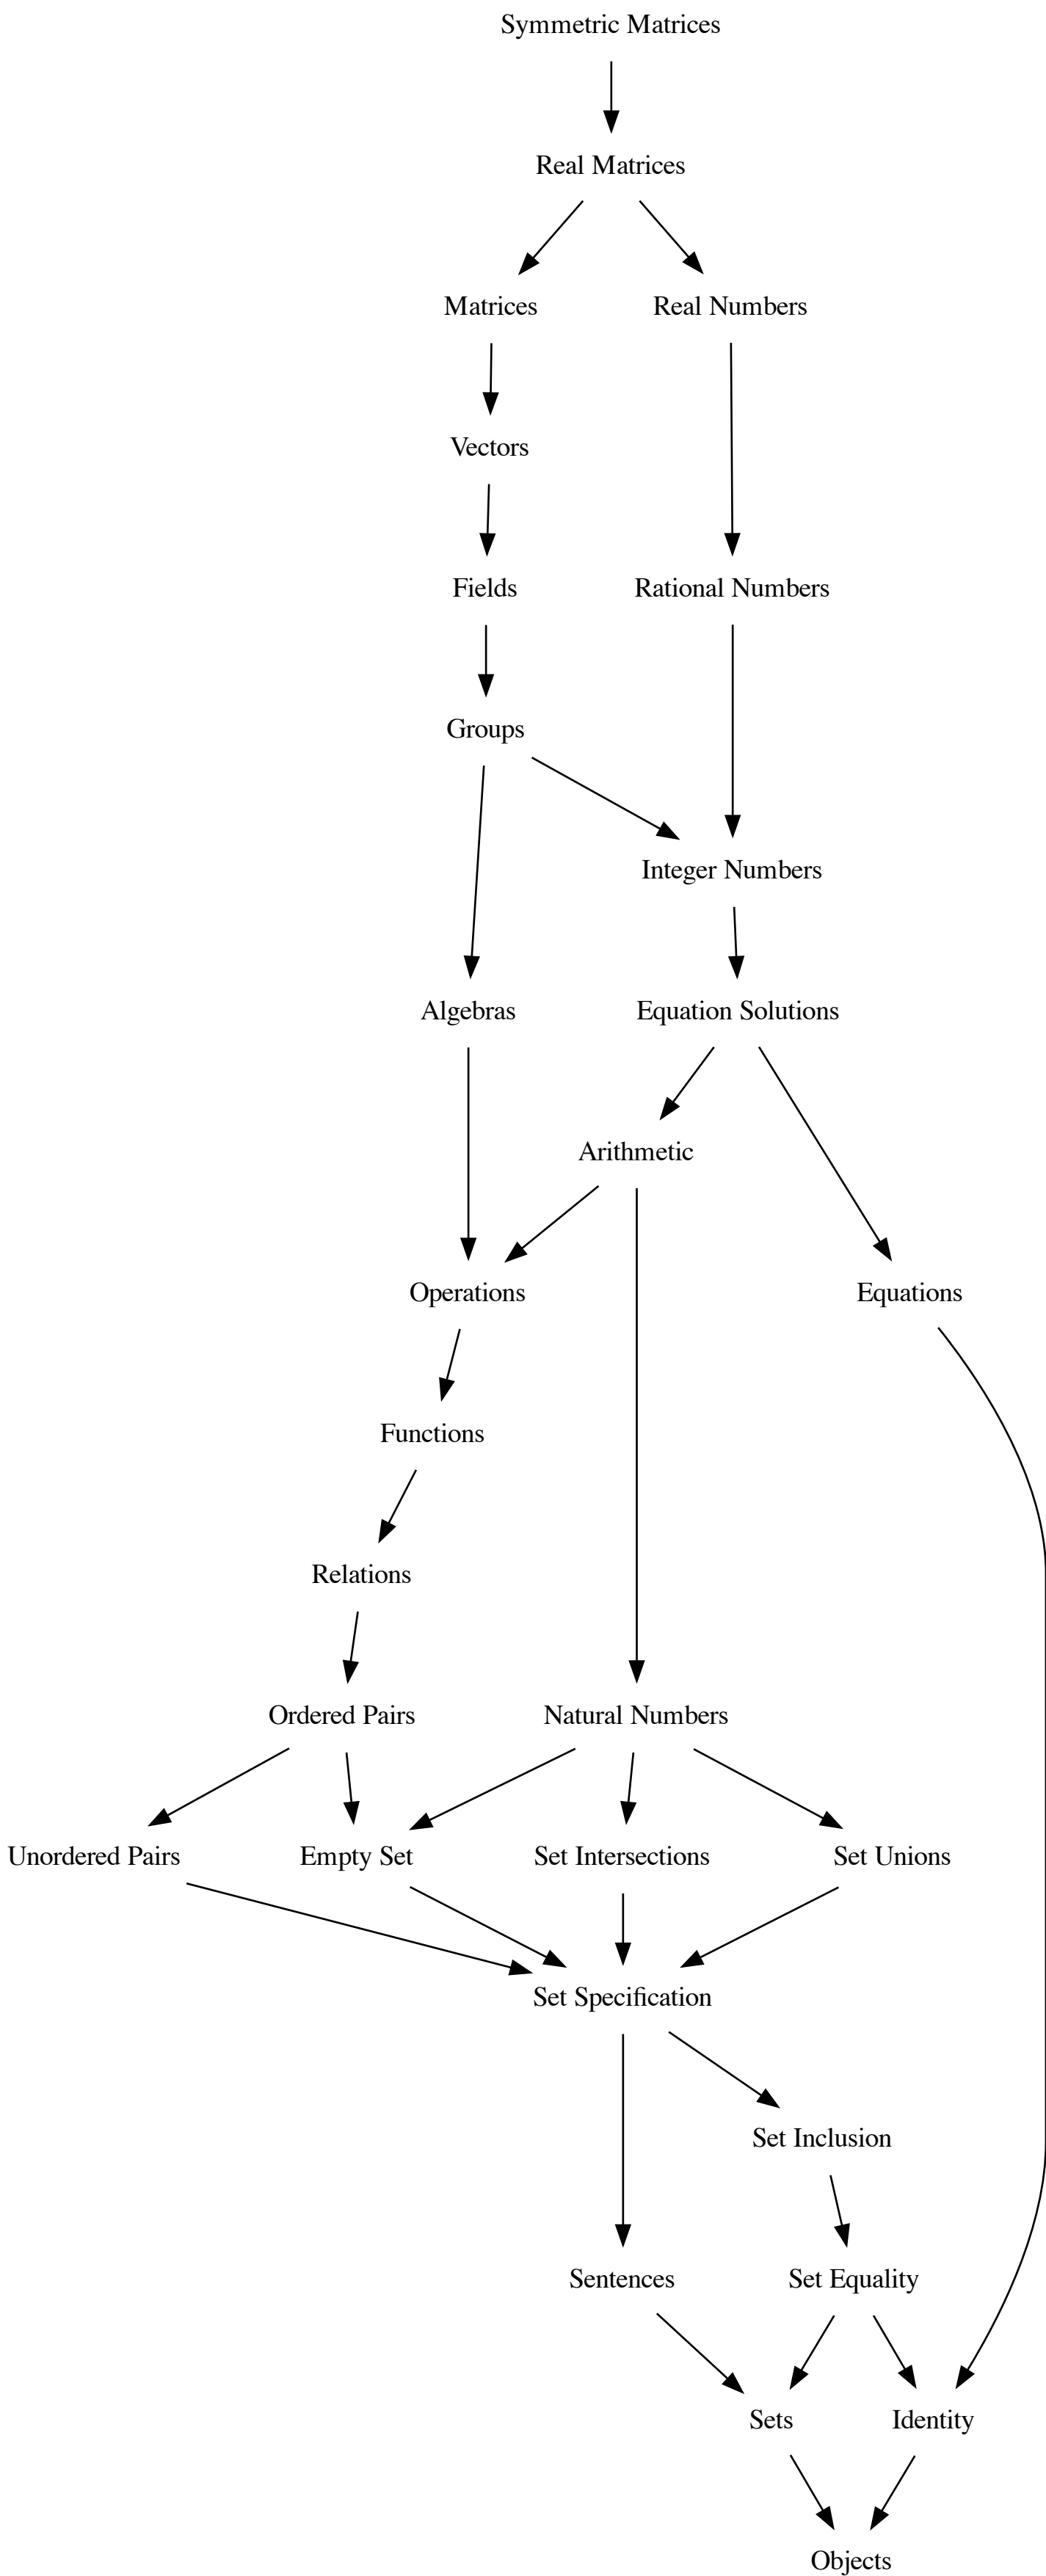 Symmetric Matrices
Real Matrices
Matrices
Real Numbers
Vectors
Fields
Rational Numbers
Groups
Integer Numbers
Algebras
Equation Solutions
Arithmetic
Operations
Equations
Functions
Relations
Ordered Pairs
Natural Numbers
Unordered Pairs
Empty Set
Set Intersections
Set Unions
Set Specification
Set Inclusion
Sentences
Set Equality
Sets
Identity
Objects